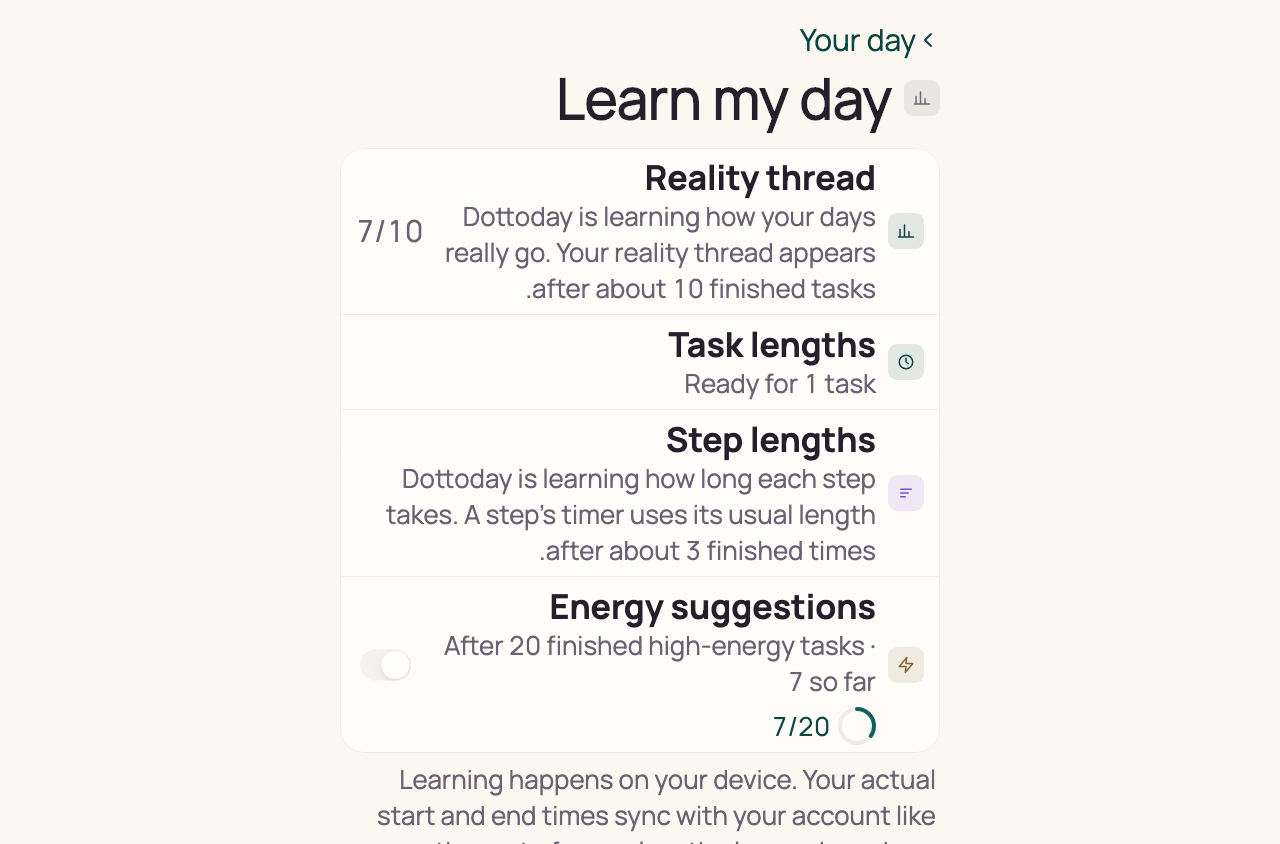 Your day
Learn my day
Reality thread
Dottoday is learning how your days
really go. Your reality thread appears
after about 10 finished tasks.
7/10
Task lengths
Ready for 1 task
Step lengths
Dottoday is learning how long each step
takes. A step's timer uses its usual length
after about 3 finished times.
Energy suggestions
After 20 finished high-energy tasks ·
7 so far
7/20
Learning happens on your device. Your actual
start and end times sync with your account like